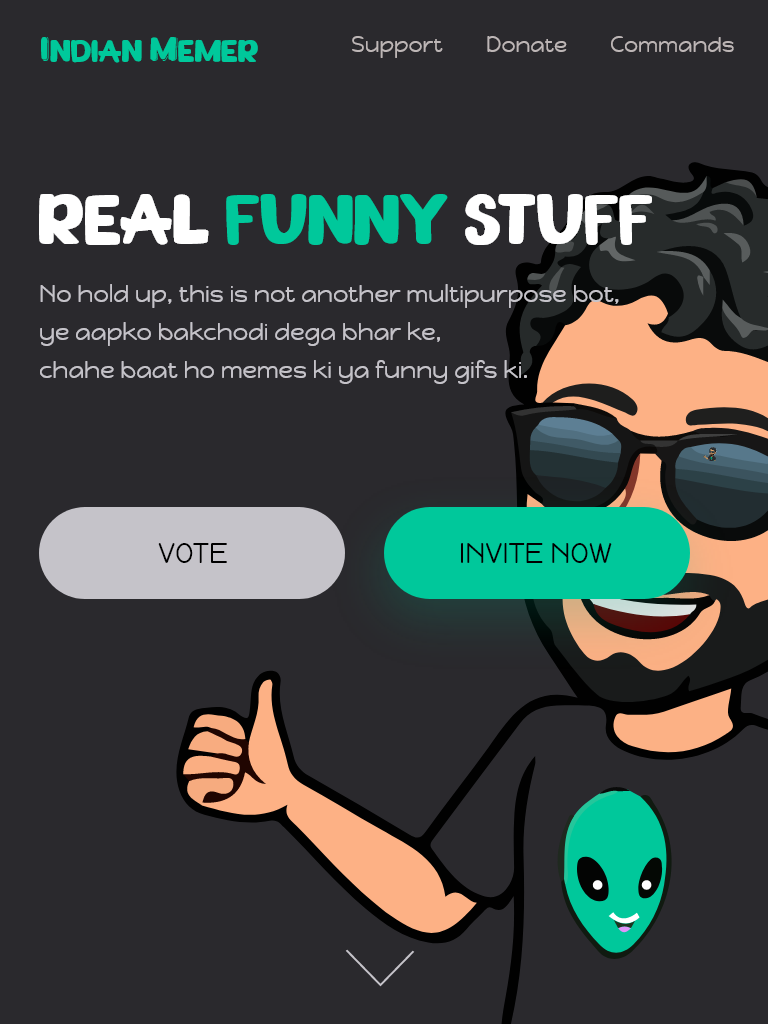 INDIAN MEMER
Support Donate Commands
REAL FUNNY STUFF
No hold up, this is not another multipurpose bot,
ye aapko bakchodi dega bhar ke,
chahe baat ho memes ki ya funny gifs ki.
VOTE INVITE NOW